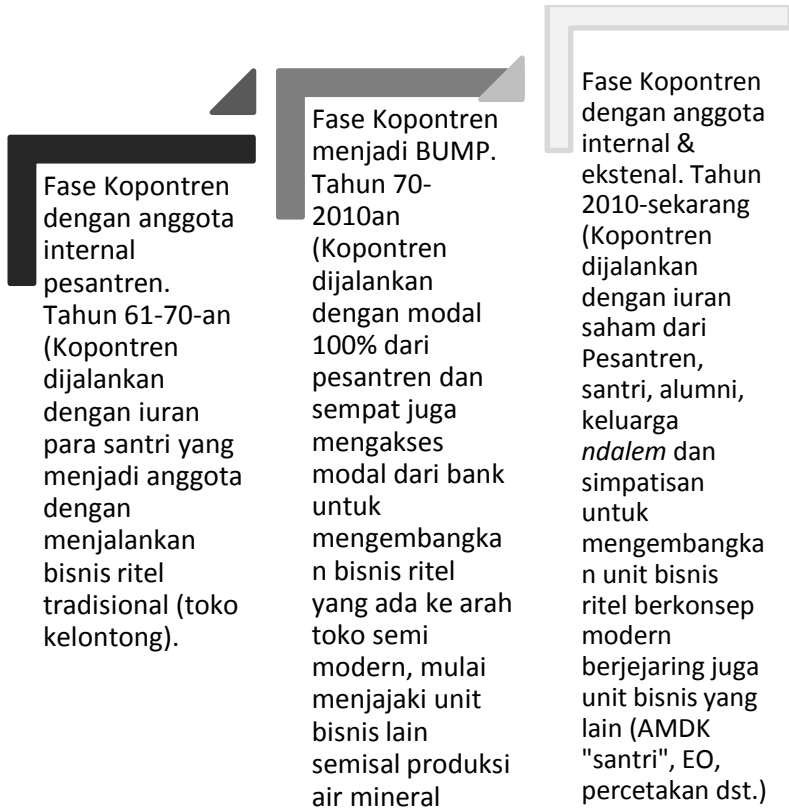 Fase Kopontren
dengan anggota
internal
pesantren.
Tahun 61-70-an
(Kopontren
dijalankan
dengan iuran
para santri yang
menjadi anggota
dengan
menjalankan
bisnis ritel
tradisional (toko
kelontong).
Fase Kopontren
menjadi BUMP.
Tahun 70-
2010an
(Kopontren
dijalankan
dengan modal
100% dari
pesantren dan
sempat juga
mengakses
modal dari bank
untuk
mengembangka
n bisnis ritel
yang ada ke arah
toko semi
modern, mulai
menjajaki unit
bisnis lain
semisal produksi
air mineral
Fase Kopontren
dengan anggota
internal &
ekstenal. Tahun
2010-sekarang
(Kopontren
dijalankan
dengan iuran
saham dari
Pesantren,
santri, alumni,
keluarga
ndalem dan
simpatisan
untuk
mengembangka
n unit bisnis
ritel berkonsep
modern
berjejaring juga
unit bisnis yang
lain (AMDK
"santri", EO,
percetakan dst.)